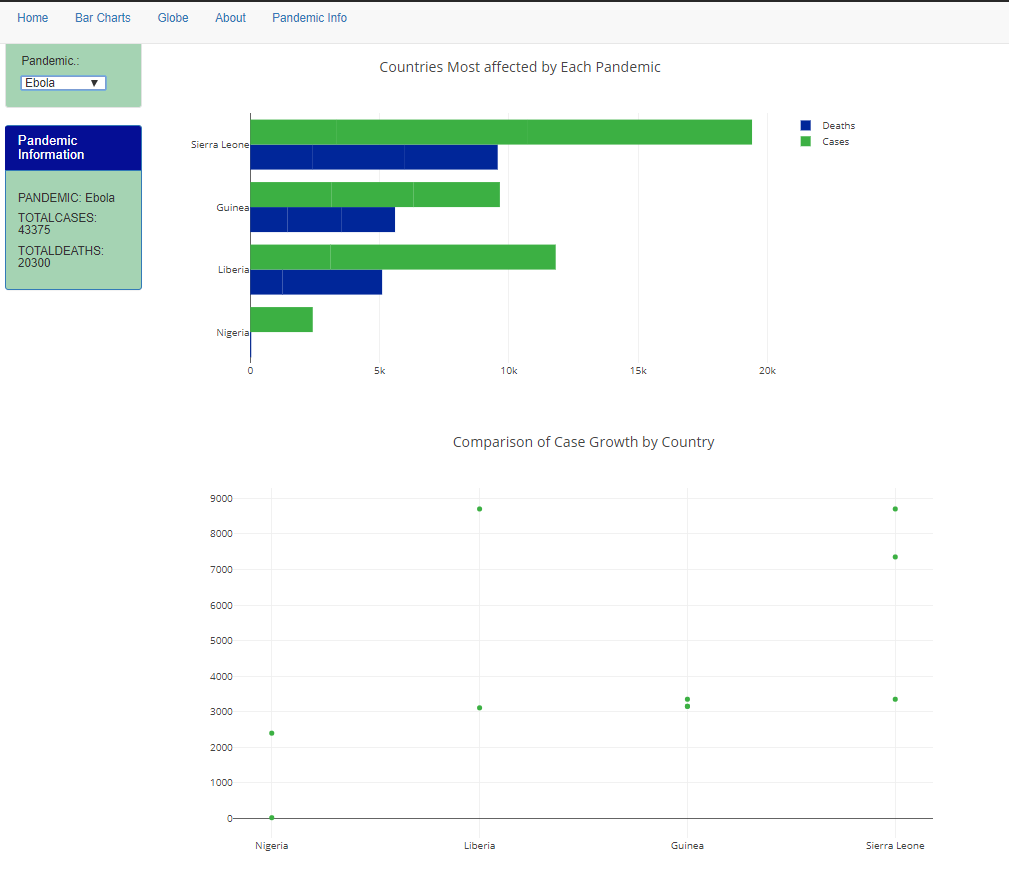 Home Bar Charts Globe About Pandemic Info
Pandemic.:
Ebola ▼
Pandemic
Information
PANDEMIC: Ebola
TOTALCASES:
43375
TOTALDEATHS:
20300
Countries Most affected by Each Pandemic
Deaths
Cases
Sierra Leone
Guinea
Liberia
Nigeria
0 5k 10k 15k 20k
Comparison of Case Growth by Country
9000
8000
7000
6000
5000
4000
3000
2000
1000
0
Nigeria Liberia Guinea Sierra Leone